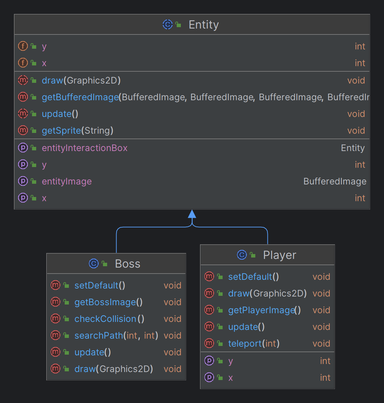 Entity
y int
x int
draw(Graphics2D) void
getBufferedImage(BufferedImage, BufferedImage, BufferedImage, BufferedIm
update() void
getSprite(String) void
entityInteractionBox Entity
y int
entityImage BufferedImage
x int
Boss
setDefault() void
getBossImage() void
checkCollision() void
searchPath(int, int) void
update() void
draw(Graphics2D) void
Player
setDefault() void
draw(Graphics2D) void
getPlayerImage() void
update() void
teleport(int) void
y int
x int